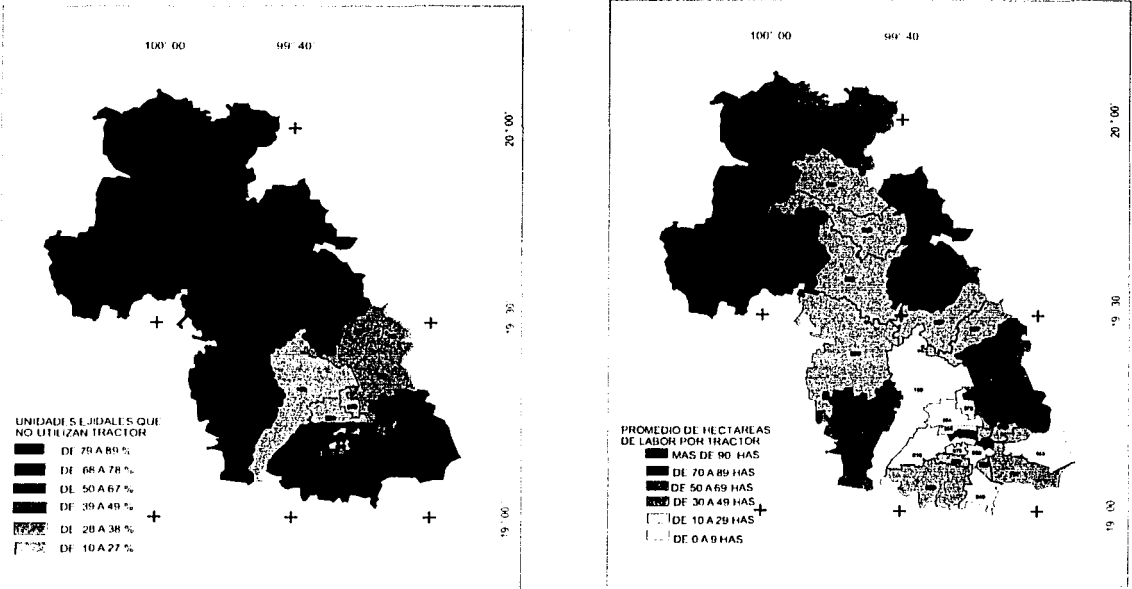 100° 00
99° 40'
20° 00'
19 30
19 00
UNIDADES EJIDALES QUE
NO UTILIZAN TRACTOR
DE 79 A 89 %
DE 68 A 78 %
DE 50 A 67 %
DE 39 A 49 %
DE 28 A 38 %
DE 10 A 27 %
100° 00
99° 40'
20° 00'
19 30
19 00
PROMEDIO DE HECTAREAS
DE LABOR POR TRACTOR
MAS DE 90 HAS
DE 70 A 89 HAS
DE 50 A 69 HAS
DE 30 A 49 HAS
DE 10 A 29 HAS
DE 0 A 9 HAS